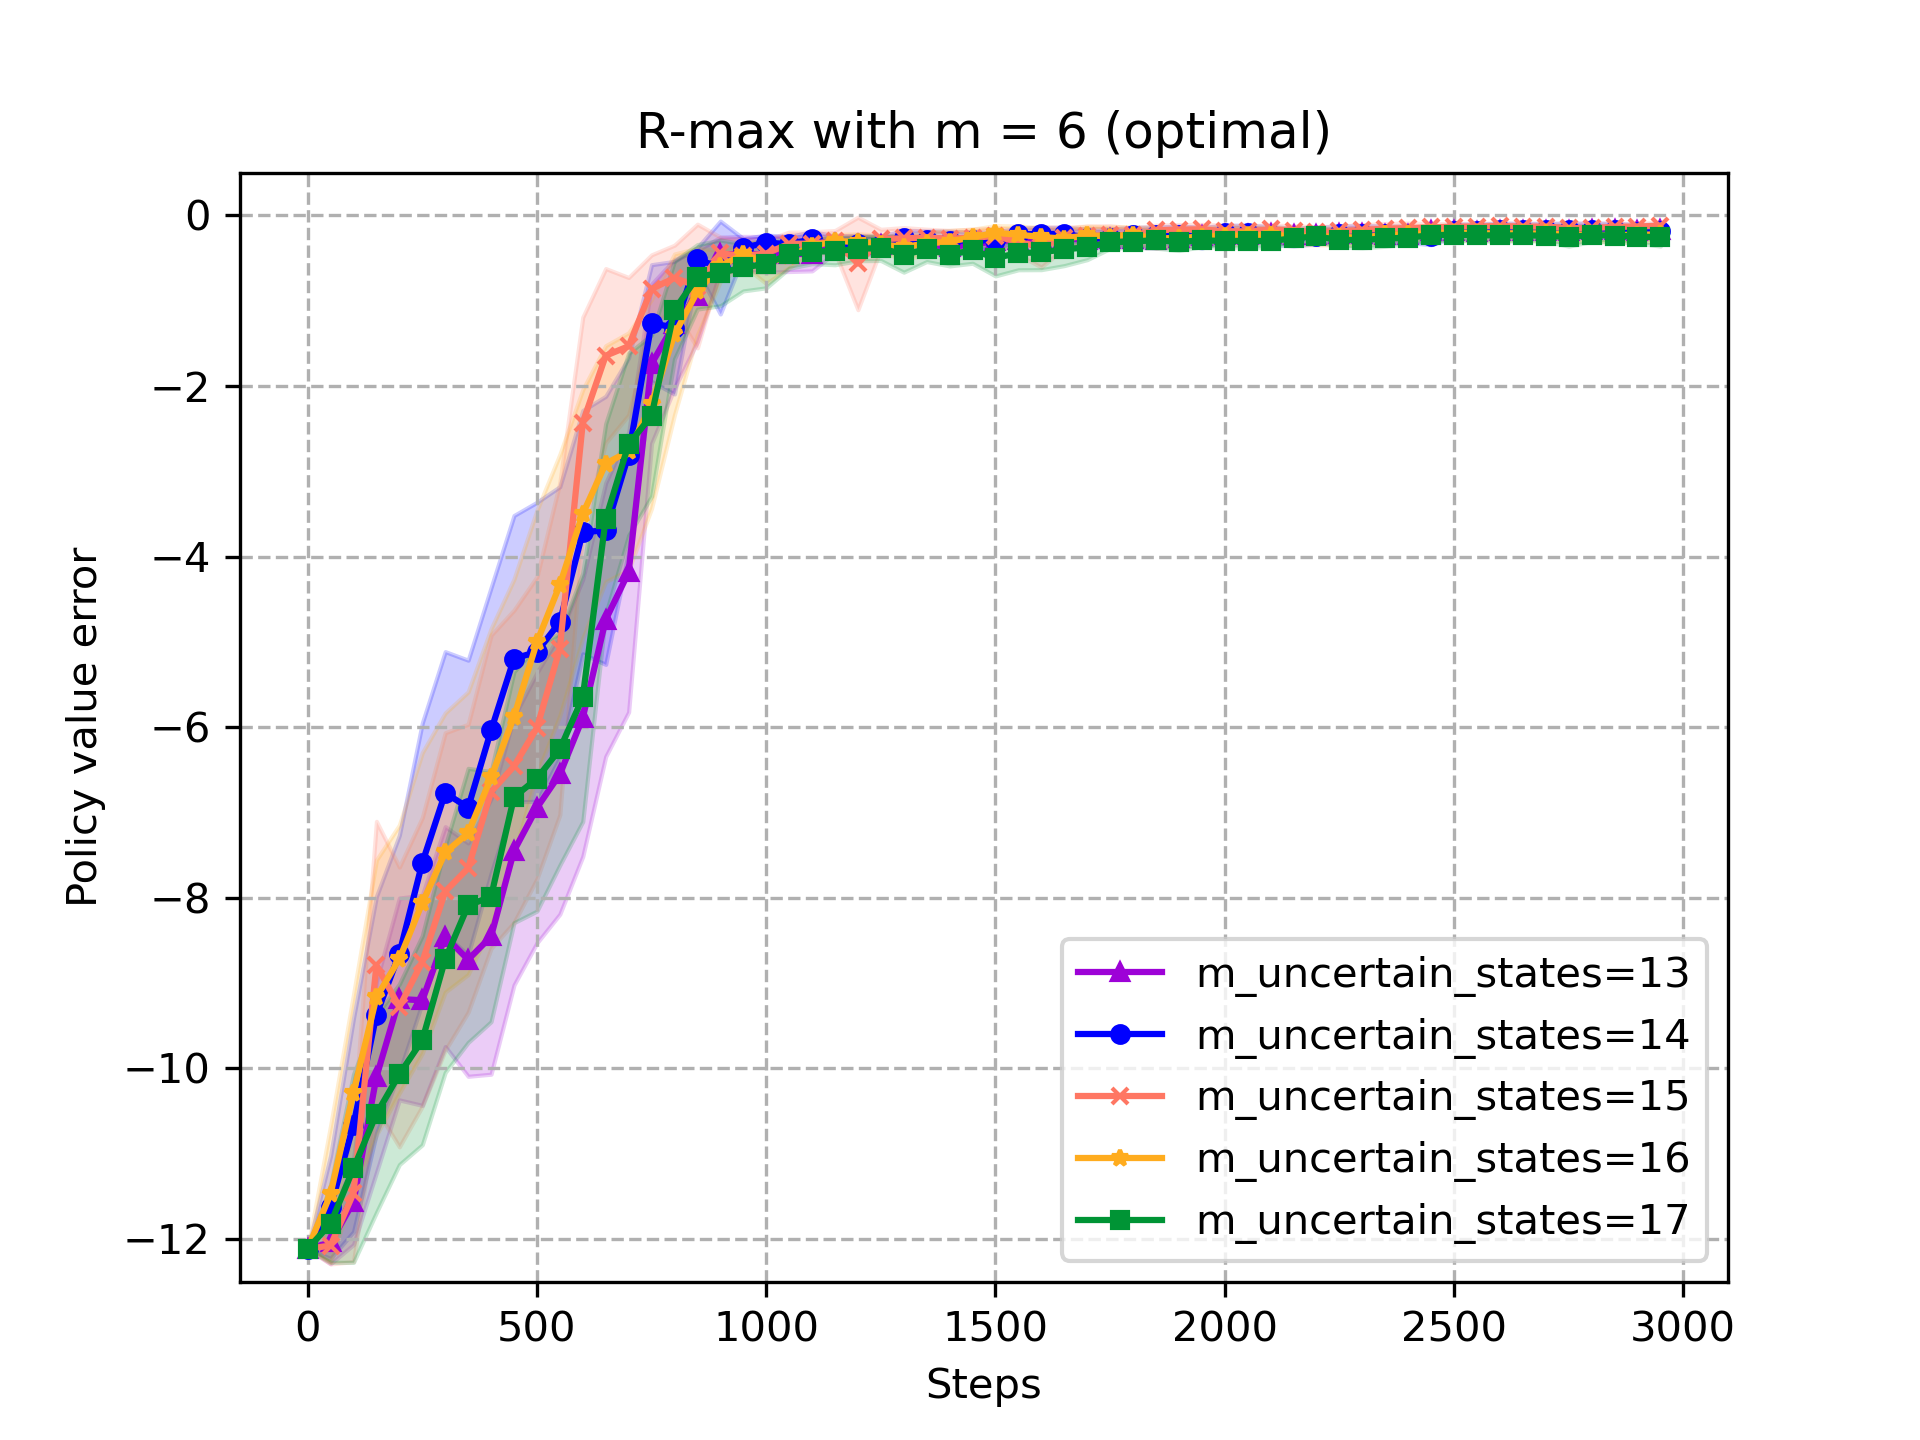 R-max with m = 6 (optimal)
Policy value error
0
−2
−4
−6
−8
−10
−12
m_uncertain_states=13
m_uncertain_states=14
m_uncertain_states=15
m_uncertain_states=16
m_uncertain_states=17
0 500 1000 1500 2000 2500 3000
Steps